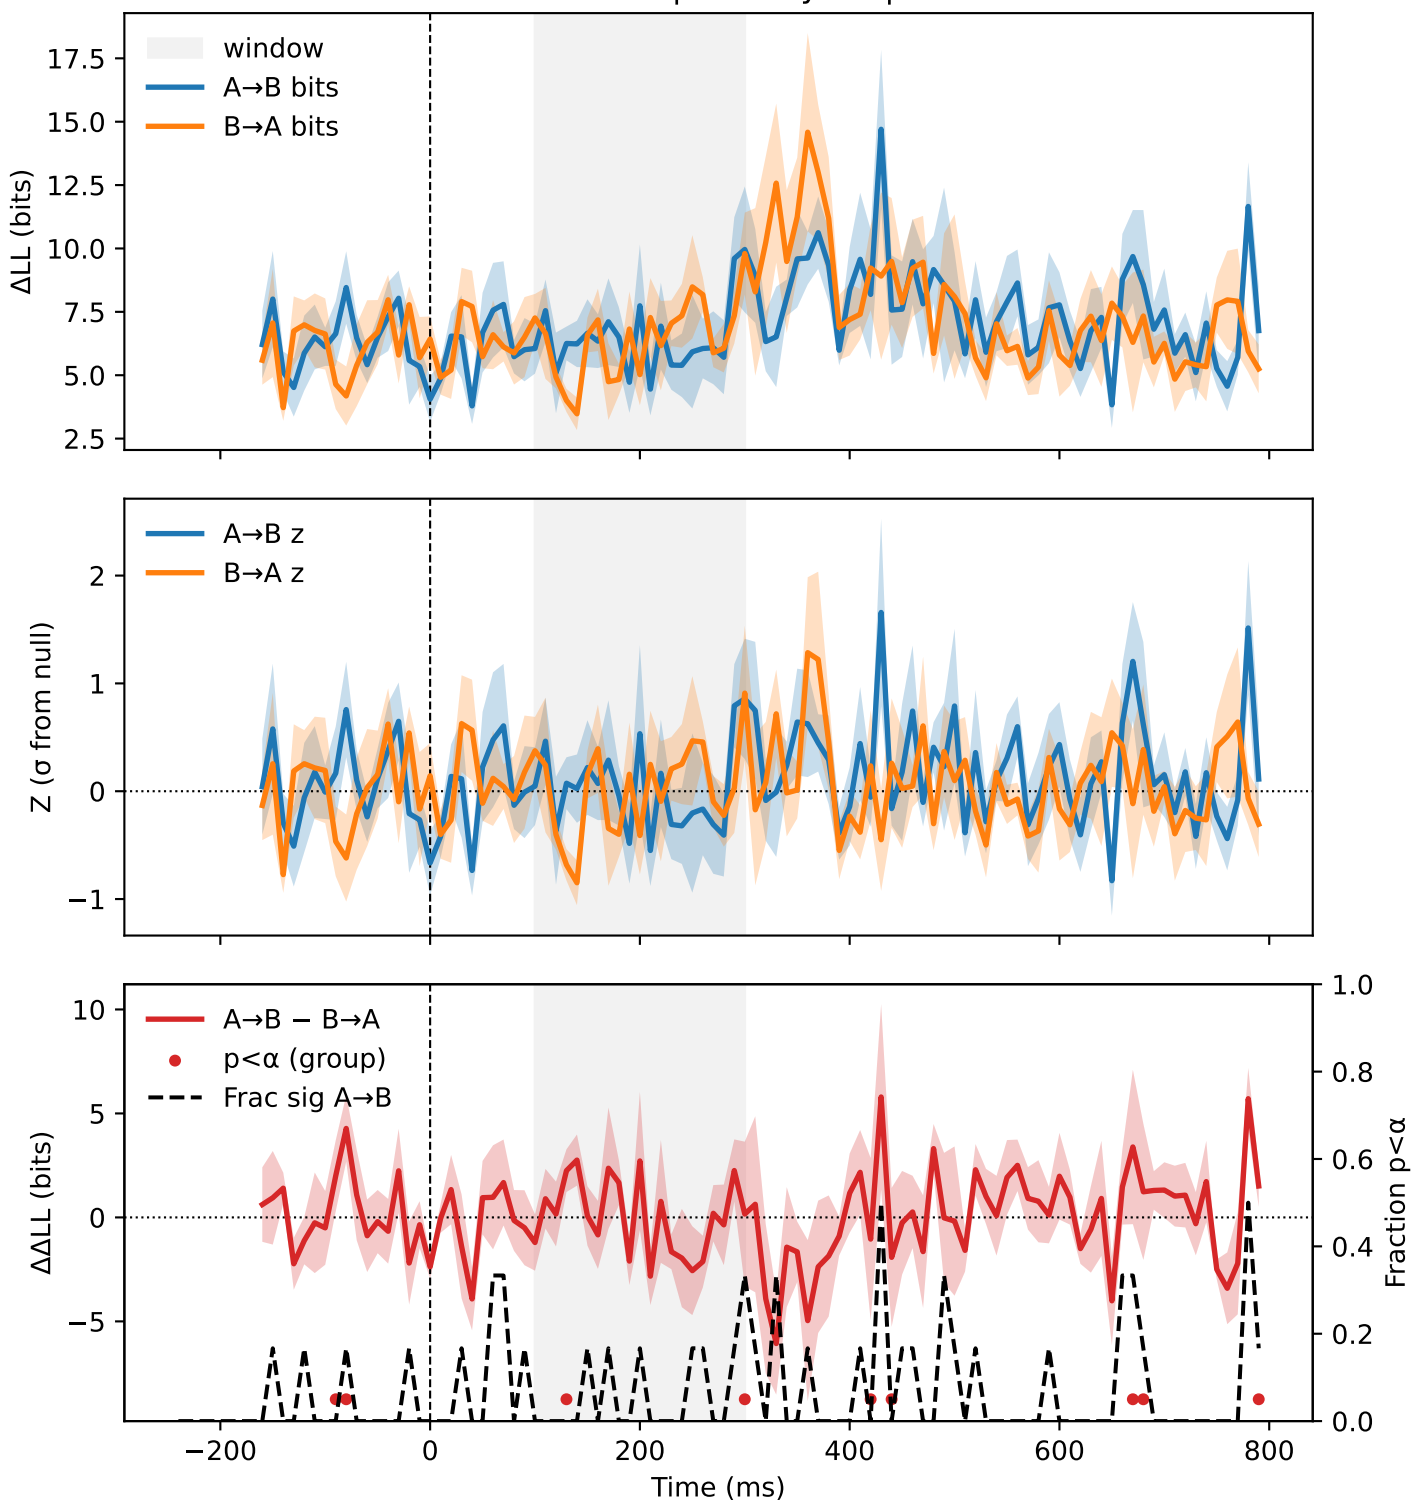 window
A→B bits
B→A bits
ΔLL (bits)
17.5
15.0
12.5
10.0
7.5
5.0
2.5
A→B z
B→A z
Z (σ from null)
2
1
0
−1
A→B − B→A
p<α (group)
Frac sig A→B
ΔΔLL (bits)
10
5
0
−5
1.0
0.8
0.6
0.4
0.2
0.0
Fraction p<α
−200
0
200
400
600
800
Time (ms)